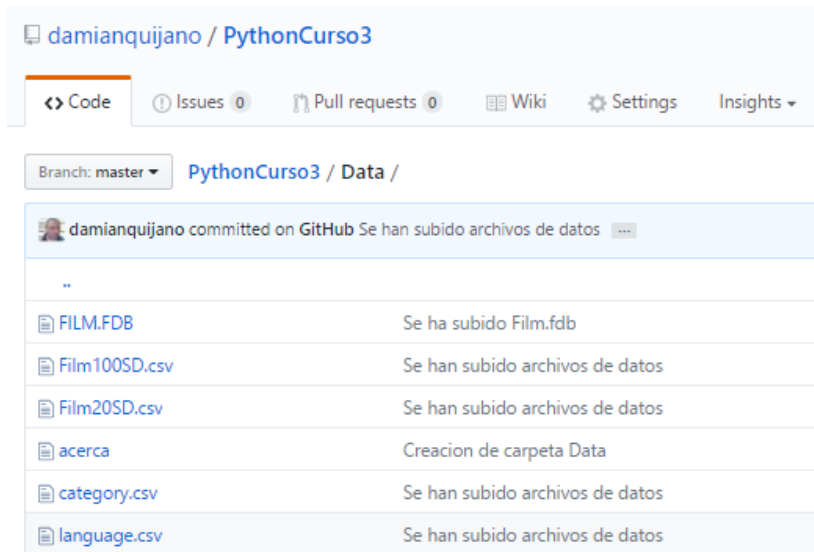 damianquijano / PythonCurso3
<> Code Issues 0 Pull requests 0 Wiki Settings Insights
Branch: master PythonCurso3 / Data /
damianquijano committed on GitHub Se han subido archivos de datos ...
..
FILM.FDB Se ha subido Film.fdb
Film100SD.csv Se han subido archivos de datos
Film20SD.csv Se han subido archivos de datos
acerca Creacion de carpeta Data
category.csv Se han subido archivos de datos
language.csv Se han subido archivos de datos